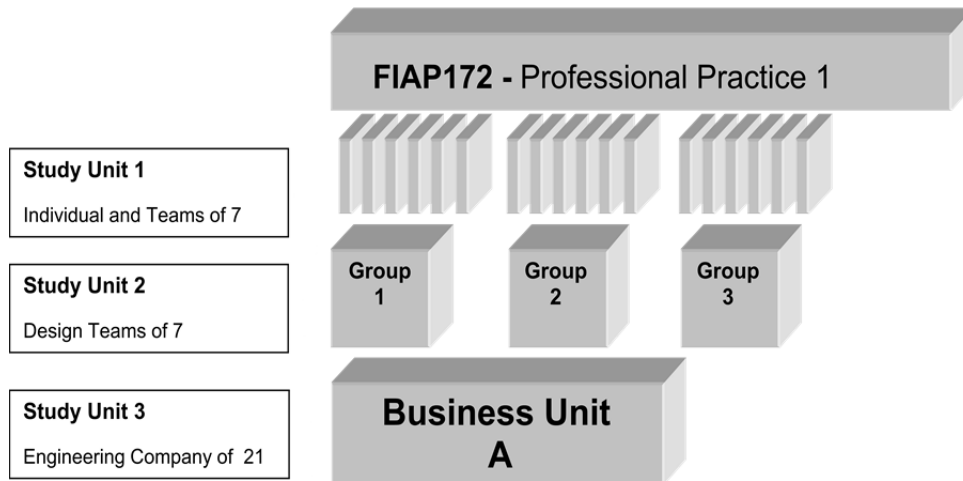 FIAP172 - Professional Practice 1
Study Unit 1
Individual and Teams of 7
Study Unit 2
Design Teams of 7
Group
1
Group
2
Group
3
Study Unit 3
Engineering Company of 21
Business Unit
A